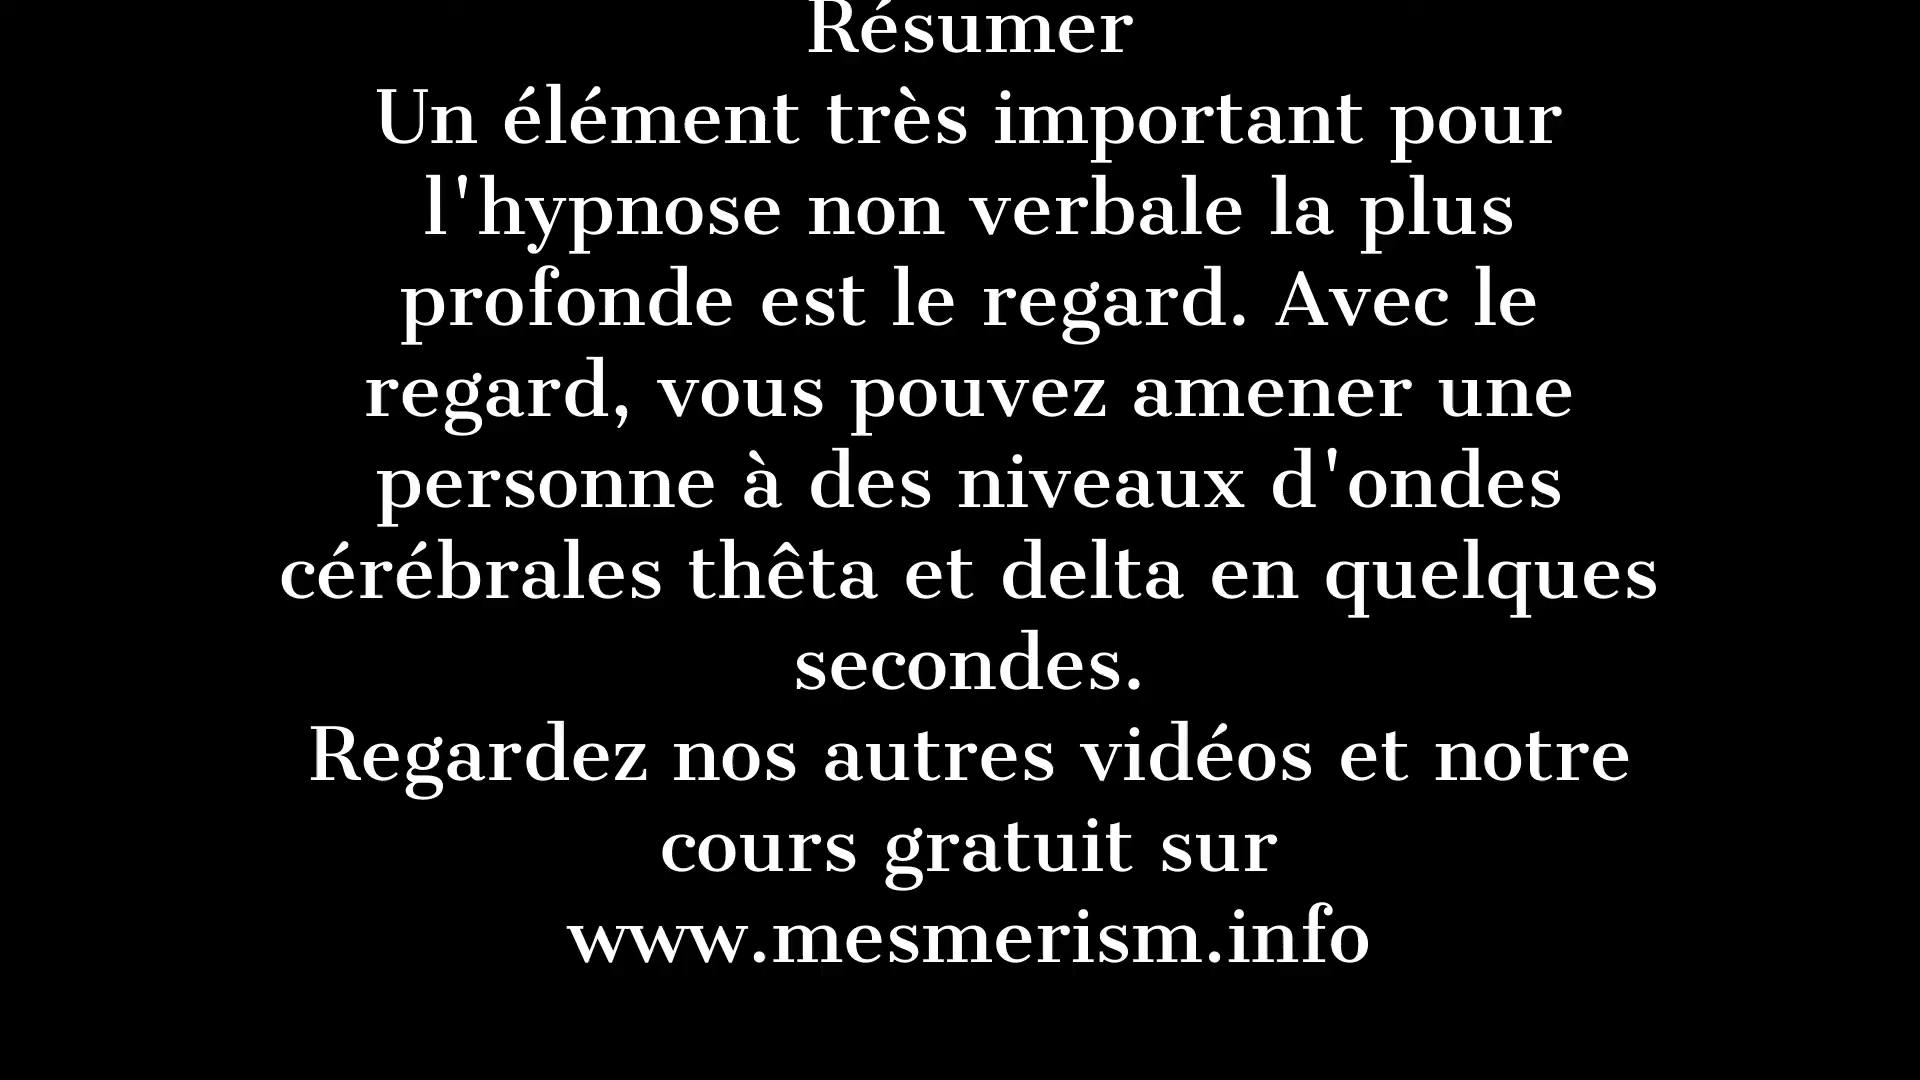 Résumer
Un élément très important pour
l'hypnose non verbale la plus
profonde est le regard. Avec le
regard, vous pouvez amener une
personne à des niveaux d'ondes
cérébrales thêta et delta en quelques
secondes.
Regardez nos autres vidéos et notre
cours gratuit sur
www.mesmerism.info